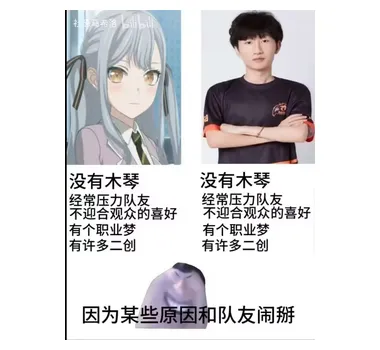 bilibili
没有木琴
经常压力队友
不迎合观众的喜好
有个职业梦
有许多二创
没有木琴
经常压力队友
不迎合观众的喜好
有个职业梦
有许多二创
因为某些原因和队友闹掰